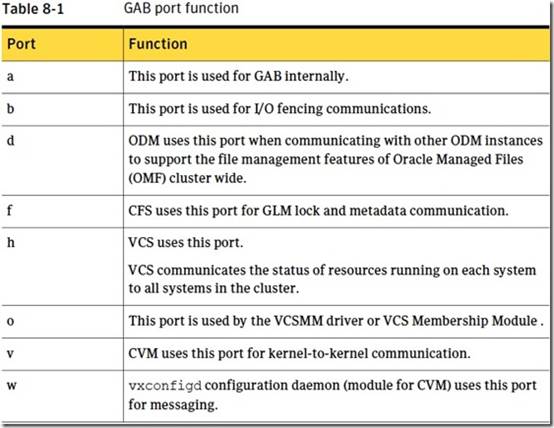 Table 8-1 GAB port function
Port Function
a This port is used for GAB internally.
b This port is used for I/O fencing communications.
d ODM uses this port when communicating with other ODM instances
to support the file management features of Oracle Managed Files
(OMF) cluster wide.
f CFS uses this port for GLM lock and metadata communication.
h VCS uses this port.
VCS communicates the status of resources running on each system
to all systems in the cluster.
o This port is used by the VCSMM driver or VCS Membership Module .
v CVM uses this port for kernel-to-kernel communication.
w vxconfigd configuration daemon (module for CVM) uses this port
for messaging.